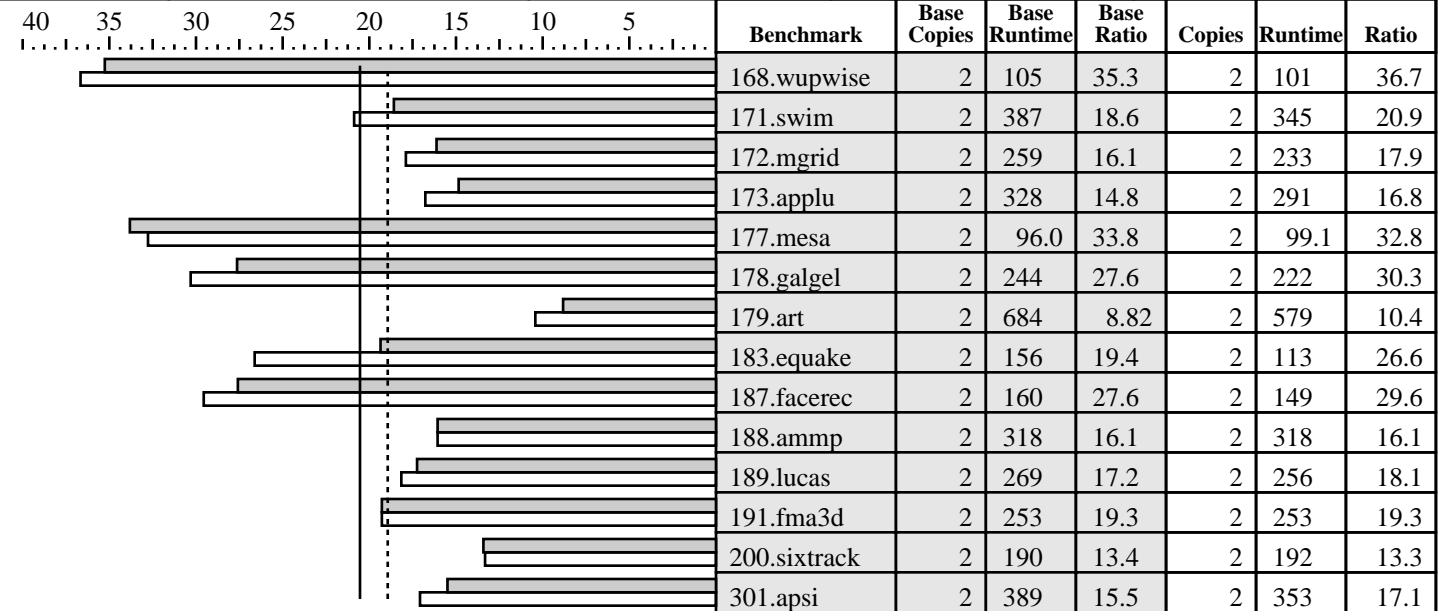 40 35 30 25 20 15 10 5
Benchmark Base Copies Base Runtime Base Ratio Copies Runtime Ratio
168.wupwise 2 105 35.3 2 101 36.7
171.swim 2 387 18.6 2 345 20.9
172.mgrid 2 259 16.1 2 233 17.9
173.applu 2 328 14.8 2 291 16.8
177.mesa 2 96.0 33.8 2 99.1 32.8
178.galgel 2 244 27.6 2 222 30.3
179.art 2 684 8.82 2 579 10.4
183.equake 2 156 19.4 2 113 26.6
187.facerec 2 160 27.6 2 149 29.6
188.ammp 2 318 16.1 2 318 16.1
189.lucas 2 269 17.2 2 256 18.1
191.fma3d 2 253 19.3 2 253 19.3
200.sixtrack 2 190 13.4 2 192 13.3
301.apsi 2 389 15.5 2 353 17.1